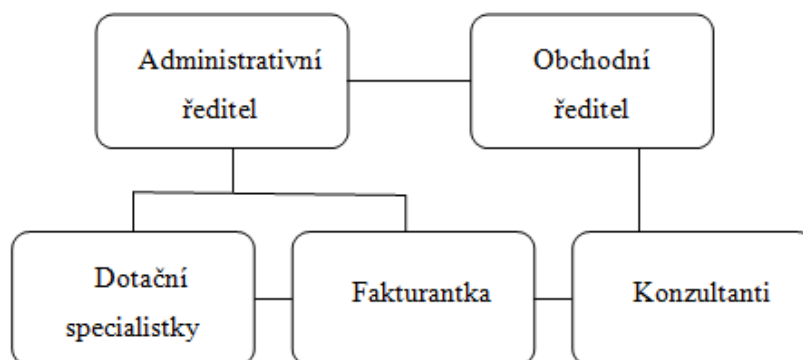 Administrativní
ředitel
Obchodní
ředitel
Dotační
specialistky
Fakturantka
Konzultanti